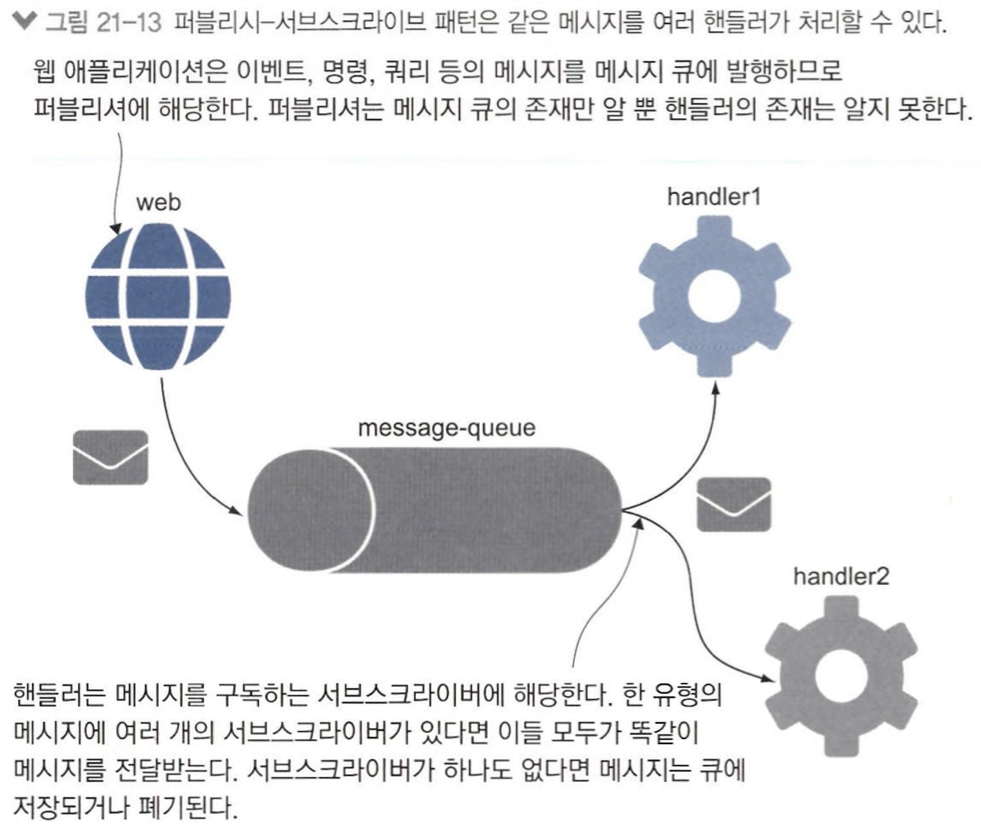 그림 21-13 퍼블리시-서브스크라이브 패턴은 같은 메시지를 여러 핸들러가 처리할 수 있다.
웹 애플리케이션은 이벤트, 명령, 쿼리 등의 메시지를 메시지 큐에 발행하므로
퍼블리셔에 해당한다. 퍼블리셔는 메시지 큐의 존재만 알 뿐 핸들러의 존재는 알지 못한다.
web
handler1
message-queue
handler2
핸들러는 메시지를 구독하는 서브스크라이버에 해당한다. 한 유형의
메시지에 여러 개의 서브스크라이버가 있다면 이들 모두가 똑같이
메시지를 전달받는다. 서브스크라이버가 하나도 없다면 메시지는 큐에
저장되거나 폐기된다.